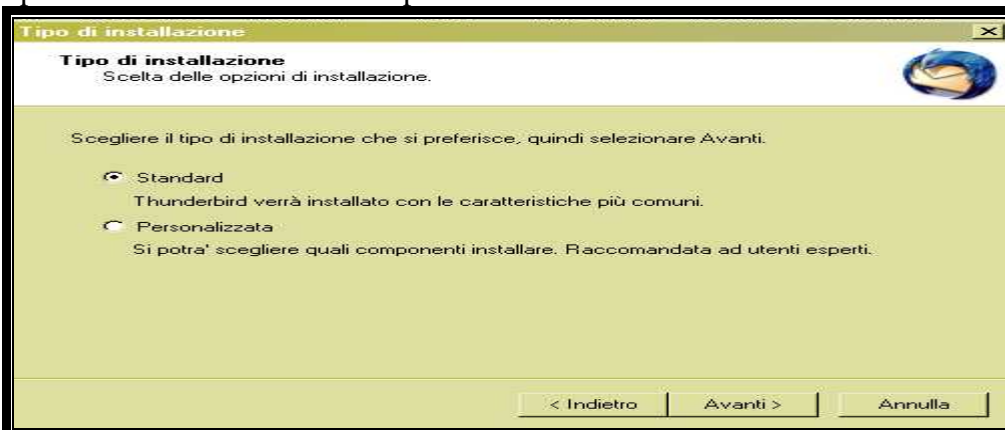 Tipo di installazione
Tipo di installazione
Scelta delle opzioni di installazione.
Scegliere il tipo di installazione che si preferisce, quindi selezionare Avanti.
Standard
Thunderbird verrà installato con le caratteristiche più comuni.
Personalizzata
Si potra' scegliere quali componenti installare. Raccomandata ad utenti esperti.
< Indietro Avanti > Annulla